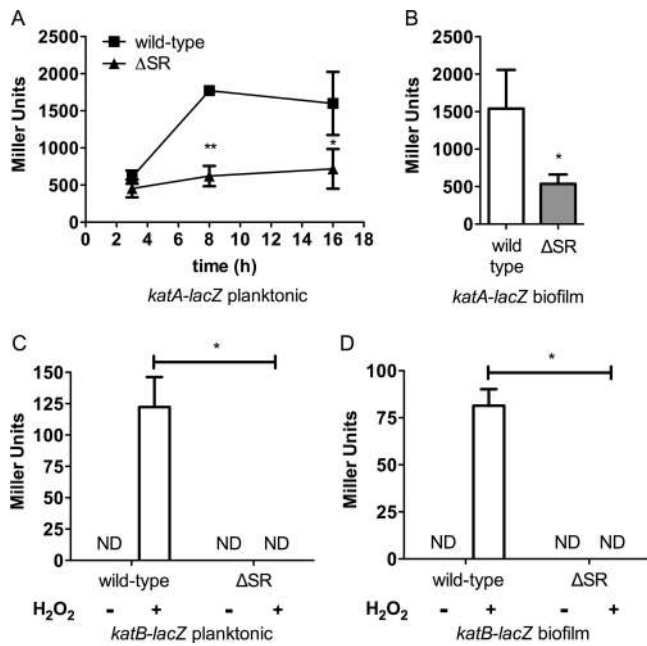 A
2500
2000
1500
1000
500
0
Miller Units
wild-type
ΔSR
**
*
0 2 4 6 8 10 12 14 16 18
time (h)
katA-lacZ planktonic
B
2500
2000
1500
1000
500
0
Miller Units
*
wild
type
ΔSR
katA-lacZ biofilm
C
150
125
100
75
50
25
0
Miller Units
*
ND
ND ND
wild-type ΔSR
H₂O₂ - + - +
katB-lacZ planktonic
D
100
75
50
25
0
Miller Units
*
ND
ND ND
wild-type ΔSR
H₂O₂ - + - +
katB-lacZ biofilm